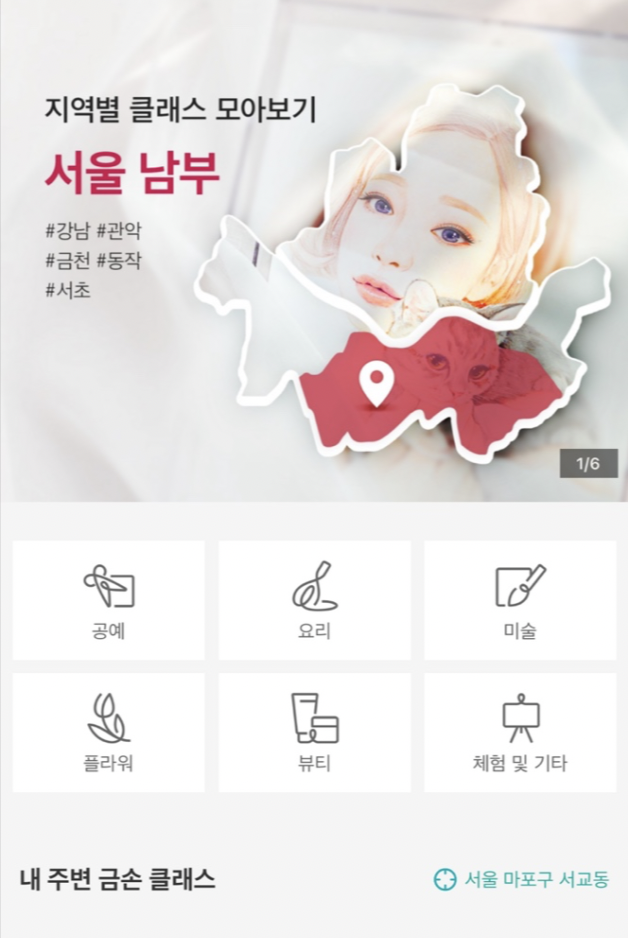 지역별 클래스 모아보기
서울 남부
#강남 #관악
#금천 #동작
#서초
1/6
공예
요리
미술
플라워
뷰티
체험 및 기타
내 주변 금손 클래스
서울 마포구 서교동